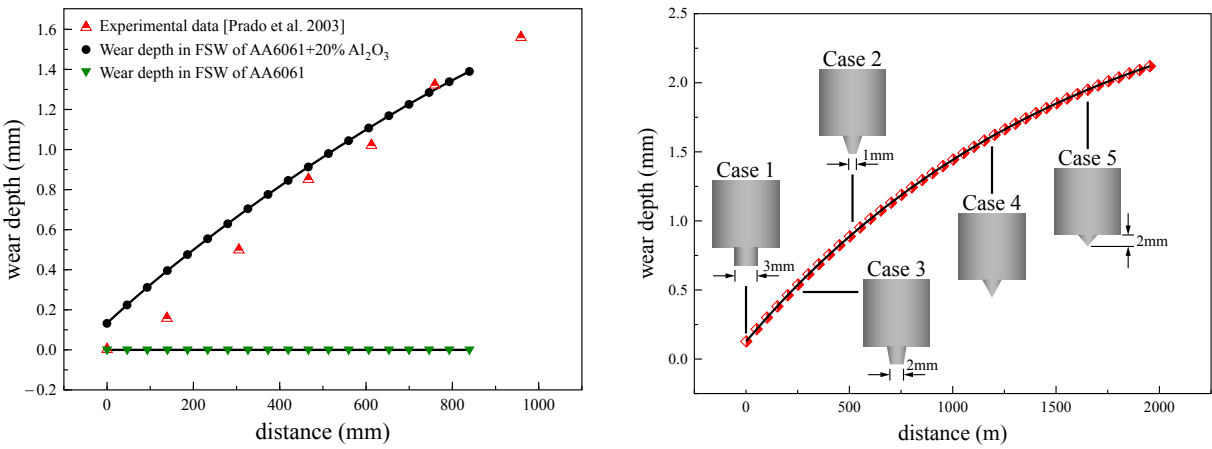 Experimental data [Prado et al. 2003]
Wear depth in FSW of AA6061+20% Al₂O₃
Wear depth in FSW of AA6061
wear depth (mm)
1.6
1.4
1.2
1.0
0.8
0.6
0.4
0.2
0.0
−0.2
0 200 400 600 800 1000
distance (mm)
wear depth (mm)
2.5
2.0
1.5
1.0
0.5
0.0
0 500 1000 1500 2000
distance (m)
Case 2
1mm
Case 1
3mm
Case 5
2mm
Case 4
Case 3
2mm